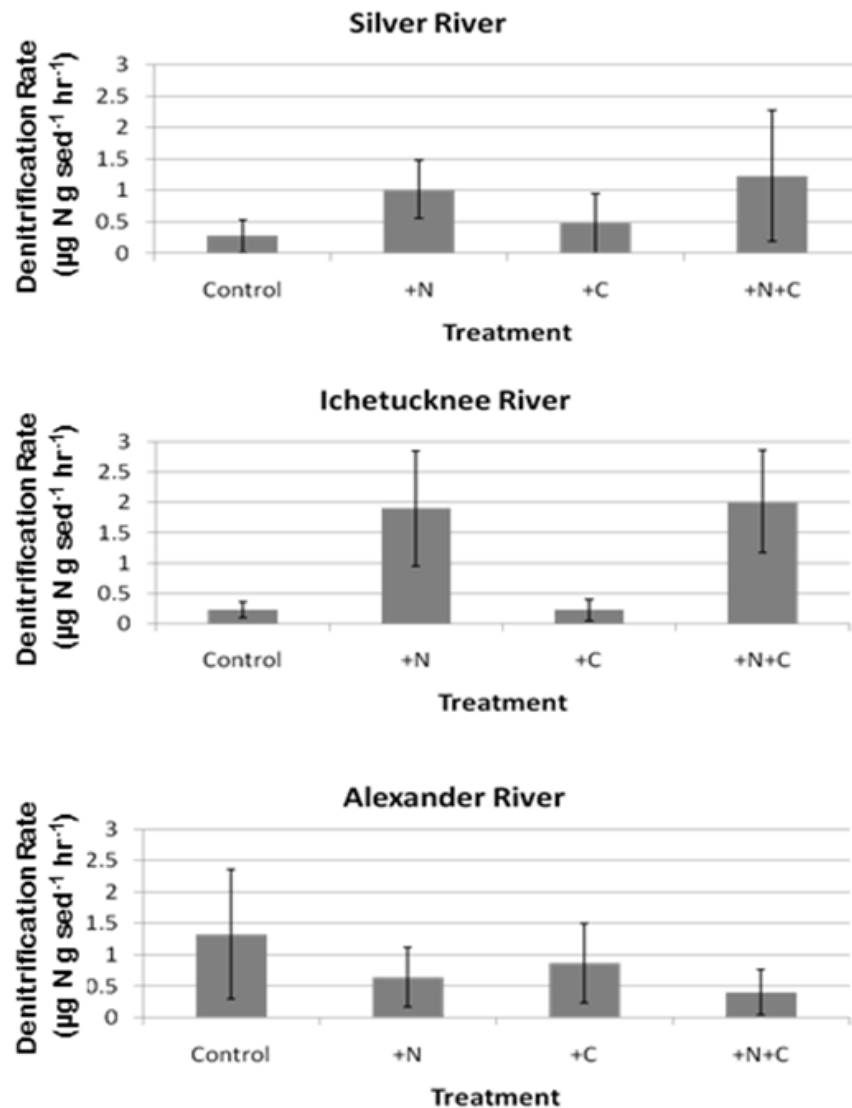 Silver River
Denitrification Rate
(µg N g sed⁻¹ hr⁻¹)
3
2.5
2
1.5
1
0.5
0
Control +N +C +N+C
Treatment
Ichetucknee River
Denitrification Rate
(µg N g sed⁻¹ hr⁻¹)
3
2.5
2
1.5
1
0.5
0
Control +N +C +N+C
Treatment
Alexander River
Denitrification Rate
(µg N g sed⁻¹ hr⁻¹)
3
2.5
2
1.5
1
0.5
0
Control +N +C +N+C
Treatment